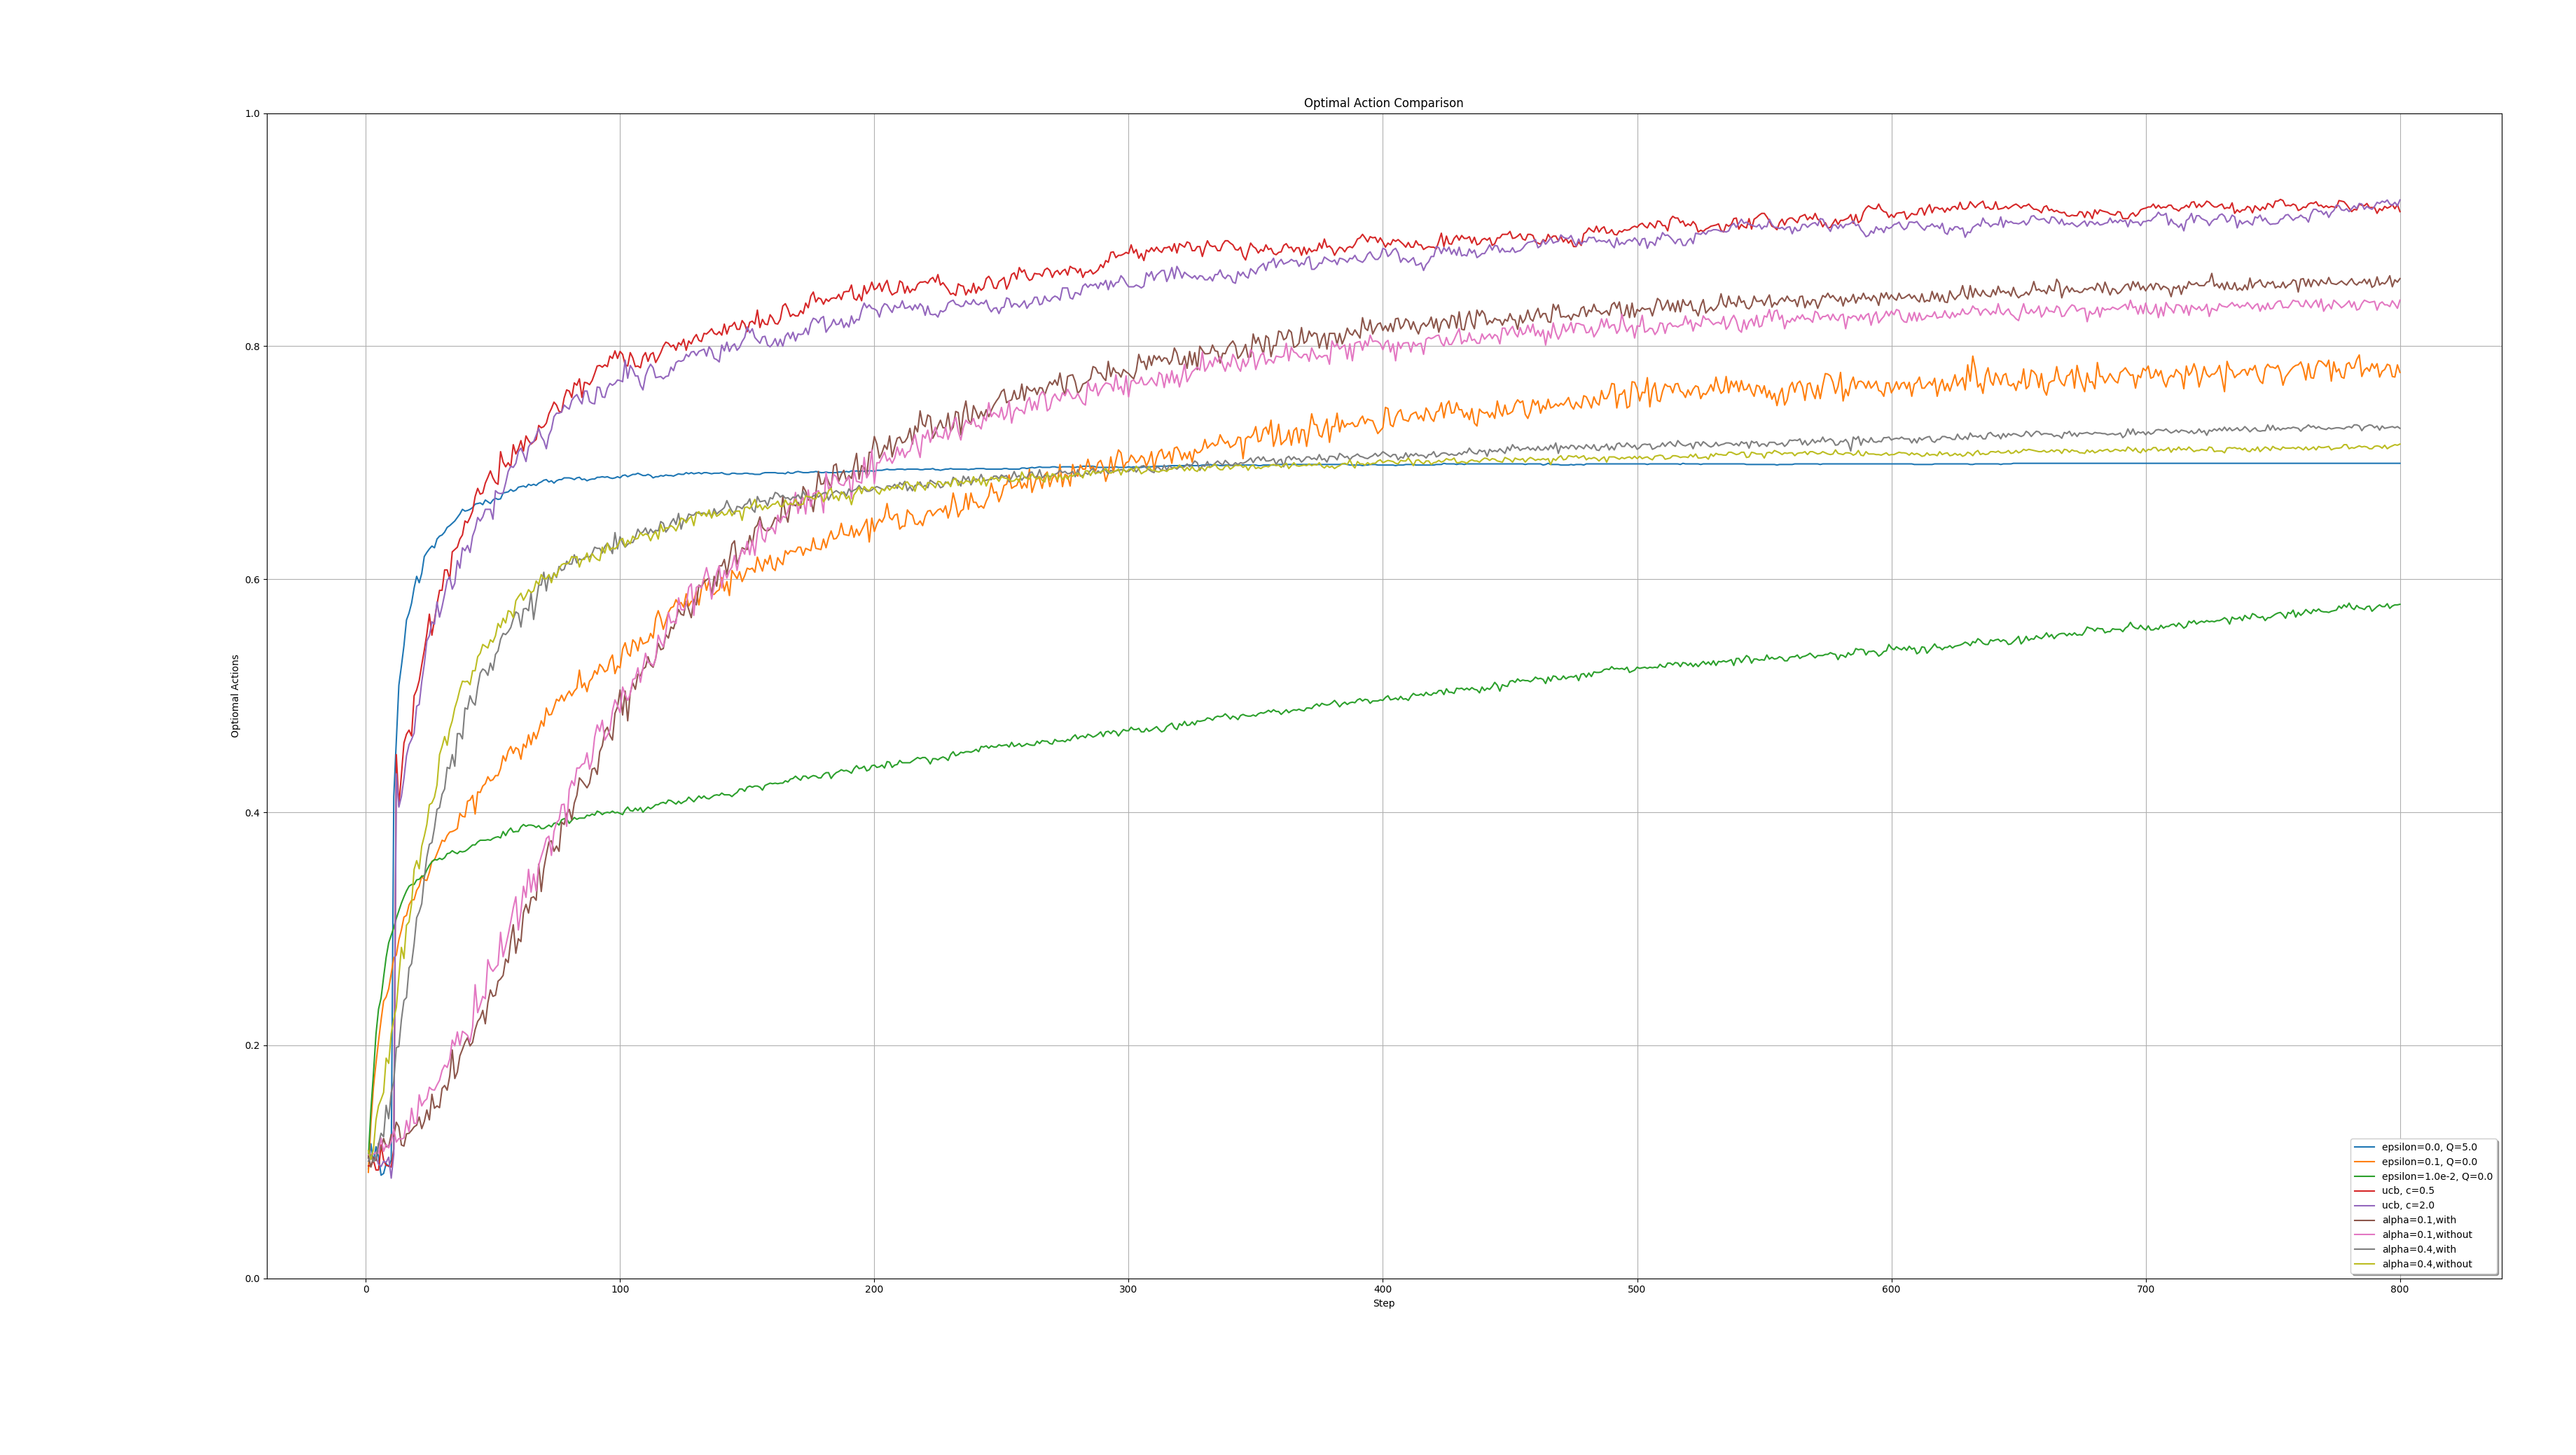 Optimal Action Comparison
1.0
0.8
0.6
0.4
0.2
0.0
Optiomal Actions
0 100 200 300 400 500 600 700 800
Step
epsilon=0.0, Q=5.0
epsilon=0.1, Q=0.0
epsilon=1.0e-2, Q=0.0
ucb, c=0.5
ucb, c=2.0
alpha=0.1,with
alpha=0.1,without
alpha=0.4,with
alpha=0.4,without